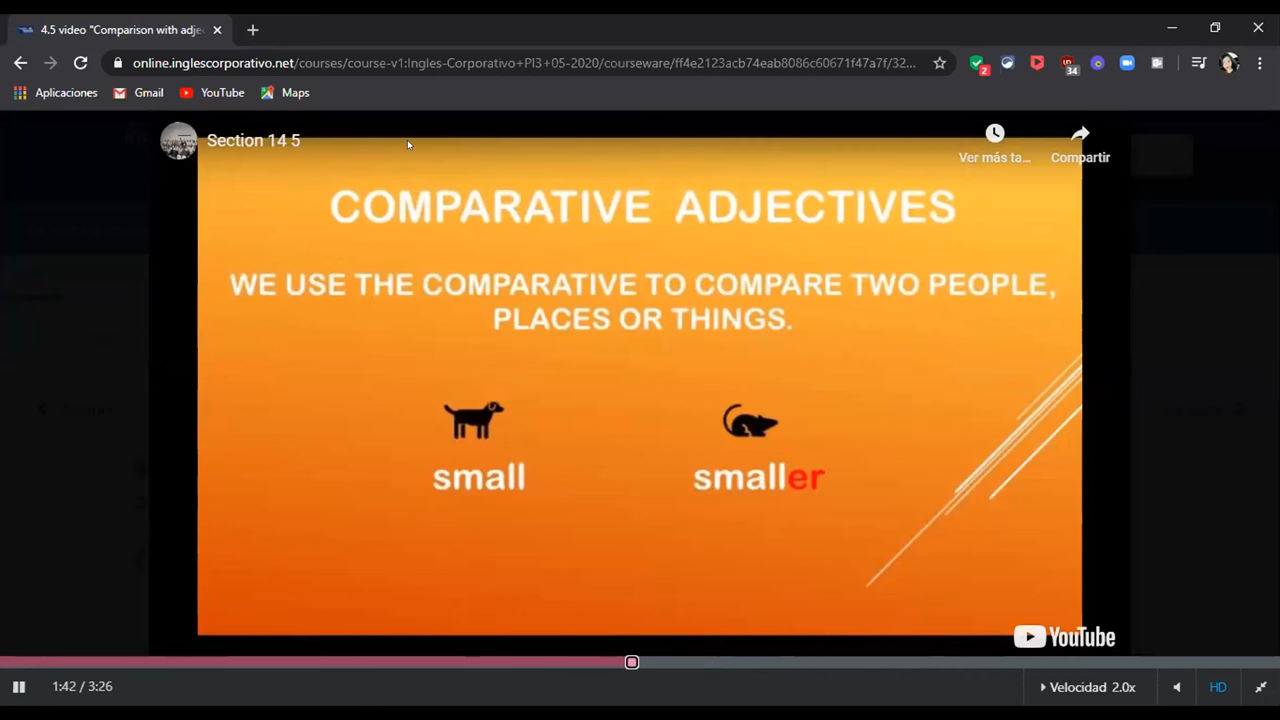 4.5 video "Comparison with adje
online.inglescorporativo.net/courses/course-v1:Ingles-Corporativo+PI3+05-2020/courseware/ff4e2123acb74eab8086c60671f47a7f/32...
2
34
Aplicaciones
Gmail
YouTube
Maps
Section 14 5
Ver más ta...
Compartir
COMPARATIVE ADJECTIVES
WE USE THE COMPARATIVE TO COMPARE TWO PEOPLE,
PLACES OR THINGS.
small
smaller
YouTube
1:42 / 3:26
Velocidad 2.0x
HD